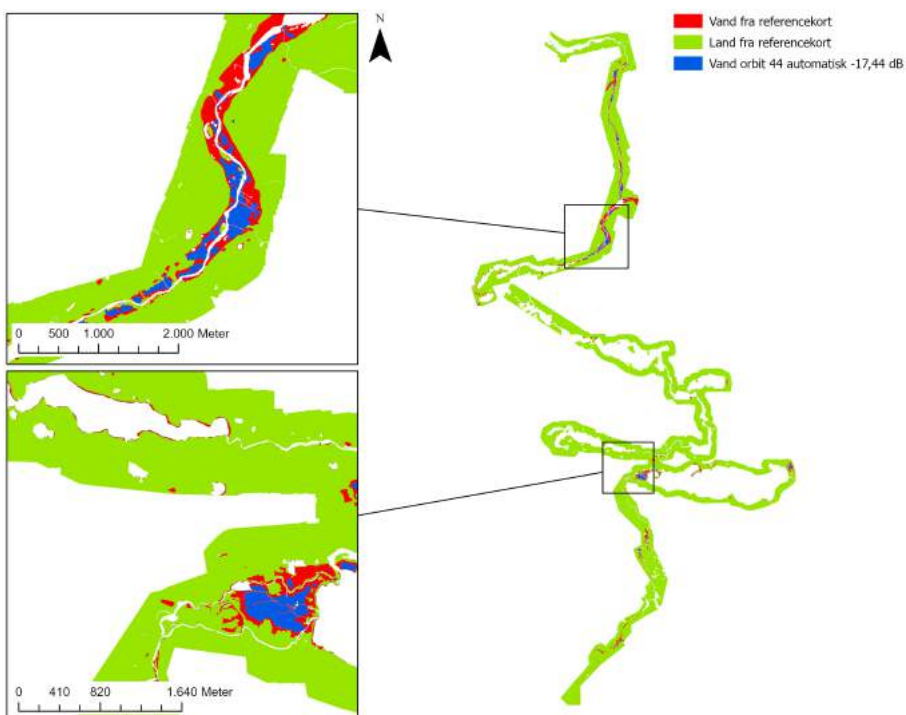 N
Vand fra referencekort
Land fra referencekort
Vand orbit 44 automatisk -17,44 dB
0 500 1.000 2.000 Meter
0 410 820 1.640 Meter